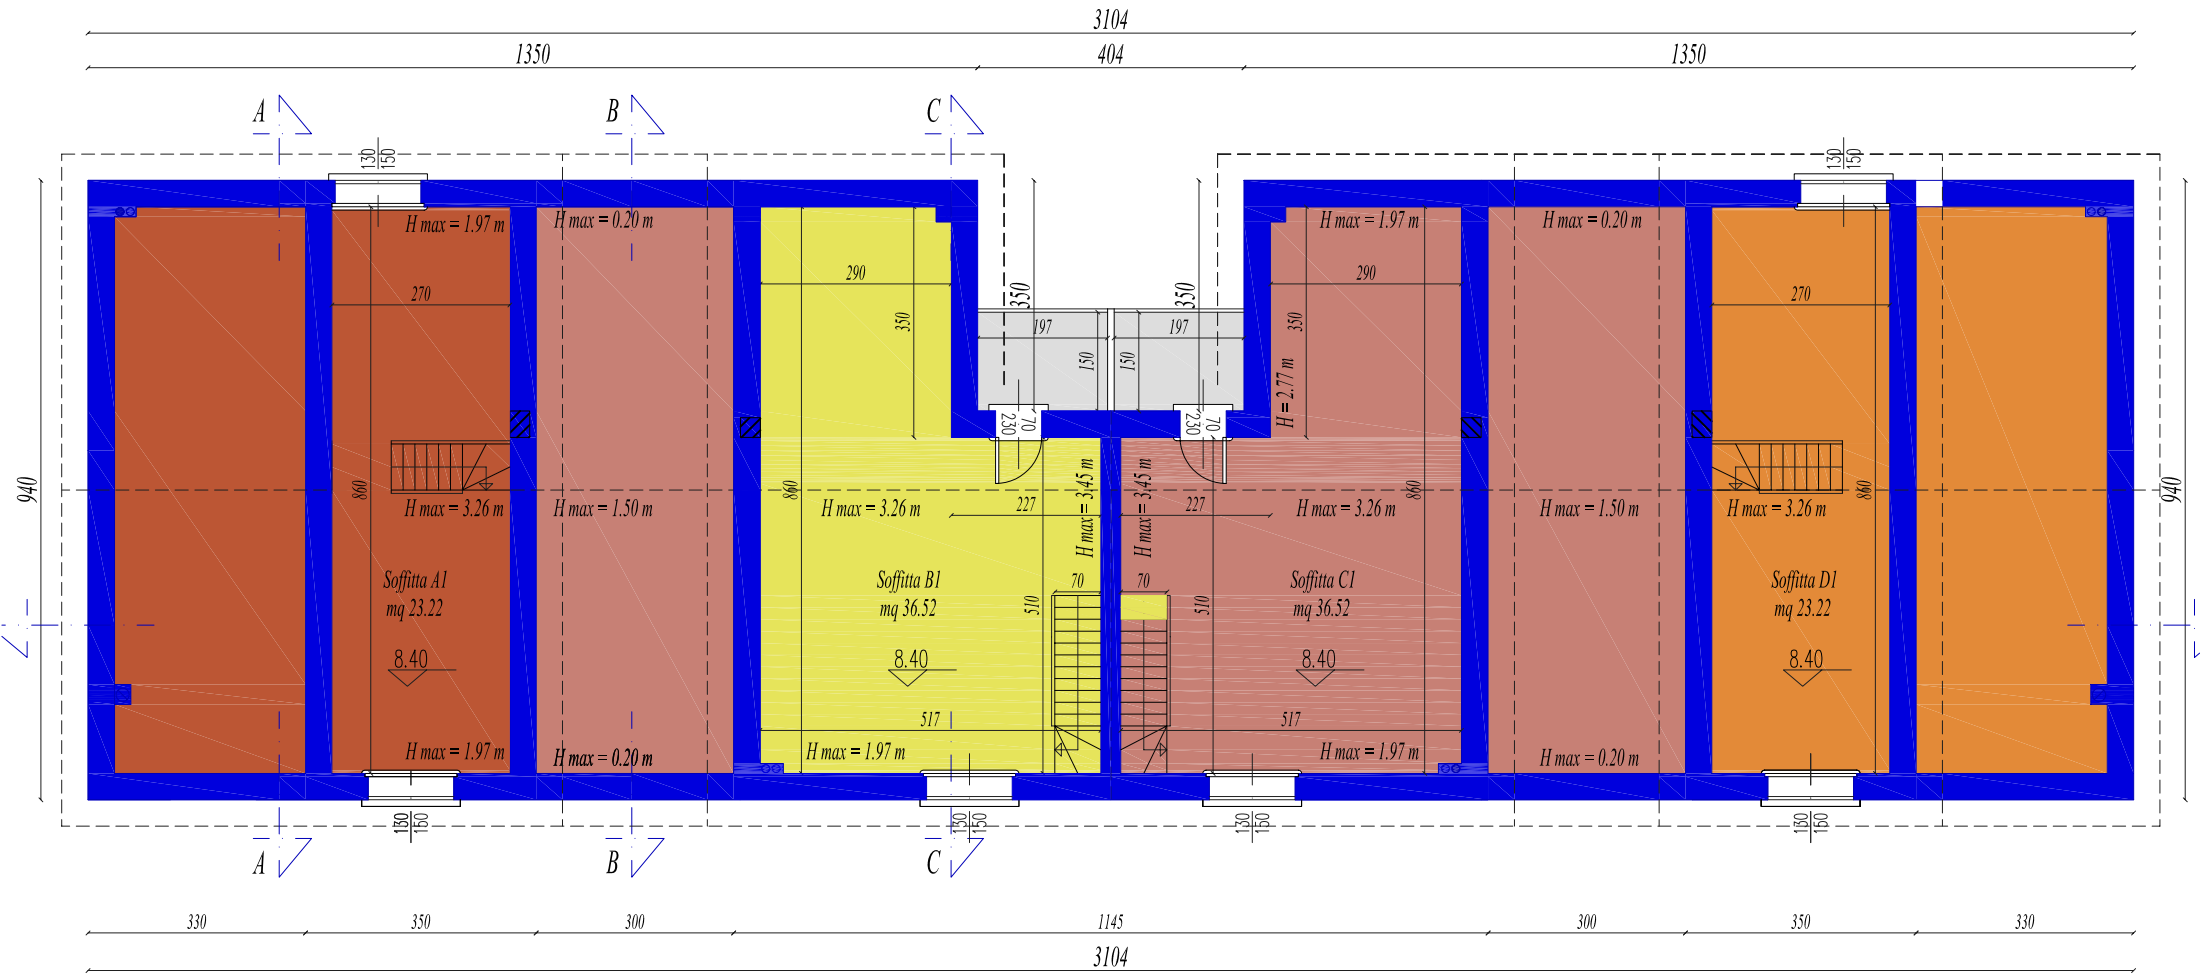 3104
1350 404 1350
A B C
130 150 130 150
H max = 1.97 m H max = 0.20 m H max = 1.97 m H max = 0.20 m
270 290 350 350 290 270
350 197 197 350
150 150
H = 2.77 m
70 230 230 70
940 860 860 860 860 940
H max = 3.26 m H max = 1.50 m H max = 3.26 m 227 H max = 3.45 m H max = 3.45 m 227 H max = 3.26 m H max = 1.50 m H max = 3.26 m
Soffitta A1 Soffitta B1 70 70 Soffitta C1 Soffitta D1
mq 23.22 mq 36.52 510 510 mq 36.52 mq 23.22
8.40 8.40 8.40 8.40
517 517
H max = 1.97 m H max = 0.20 m H max = 1.97 m H max = 1.97 m H max = 0.20 m
130 150 130 150 130 150 130 150
A B C
330 350 300 1145 300 350 330
3104